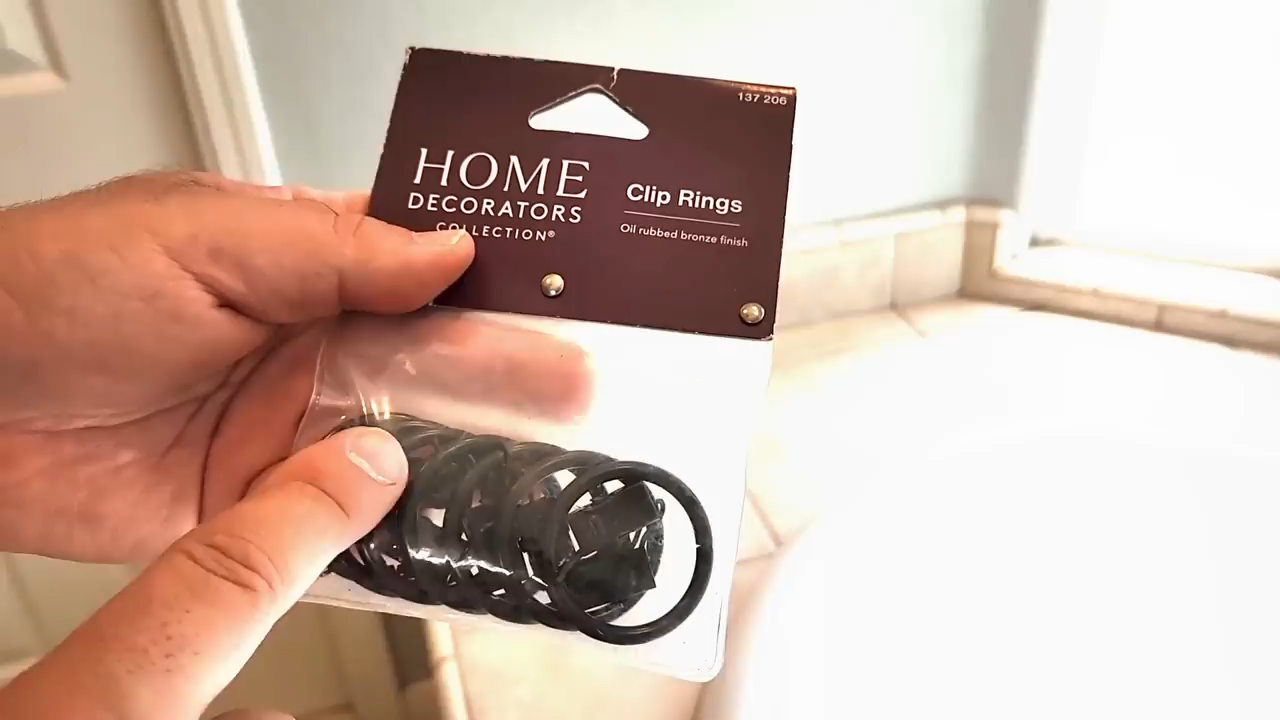 137 206
HOME
DECORATORS
COLLECTION®
Clip Rings
Oil rubbed bronze finish